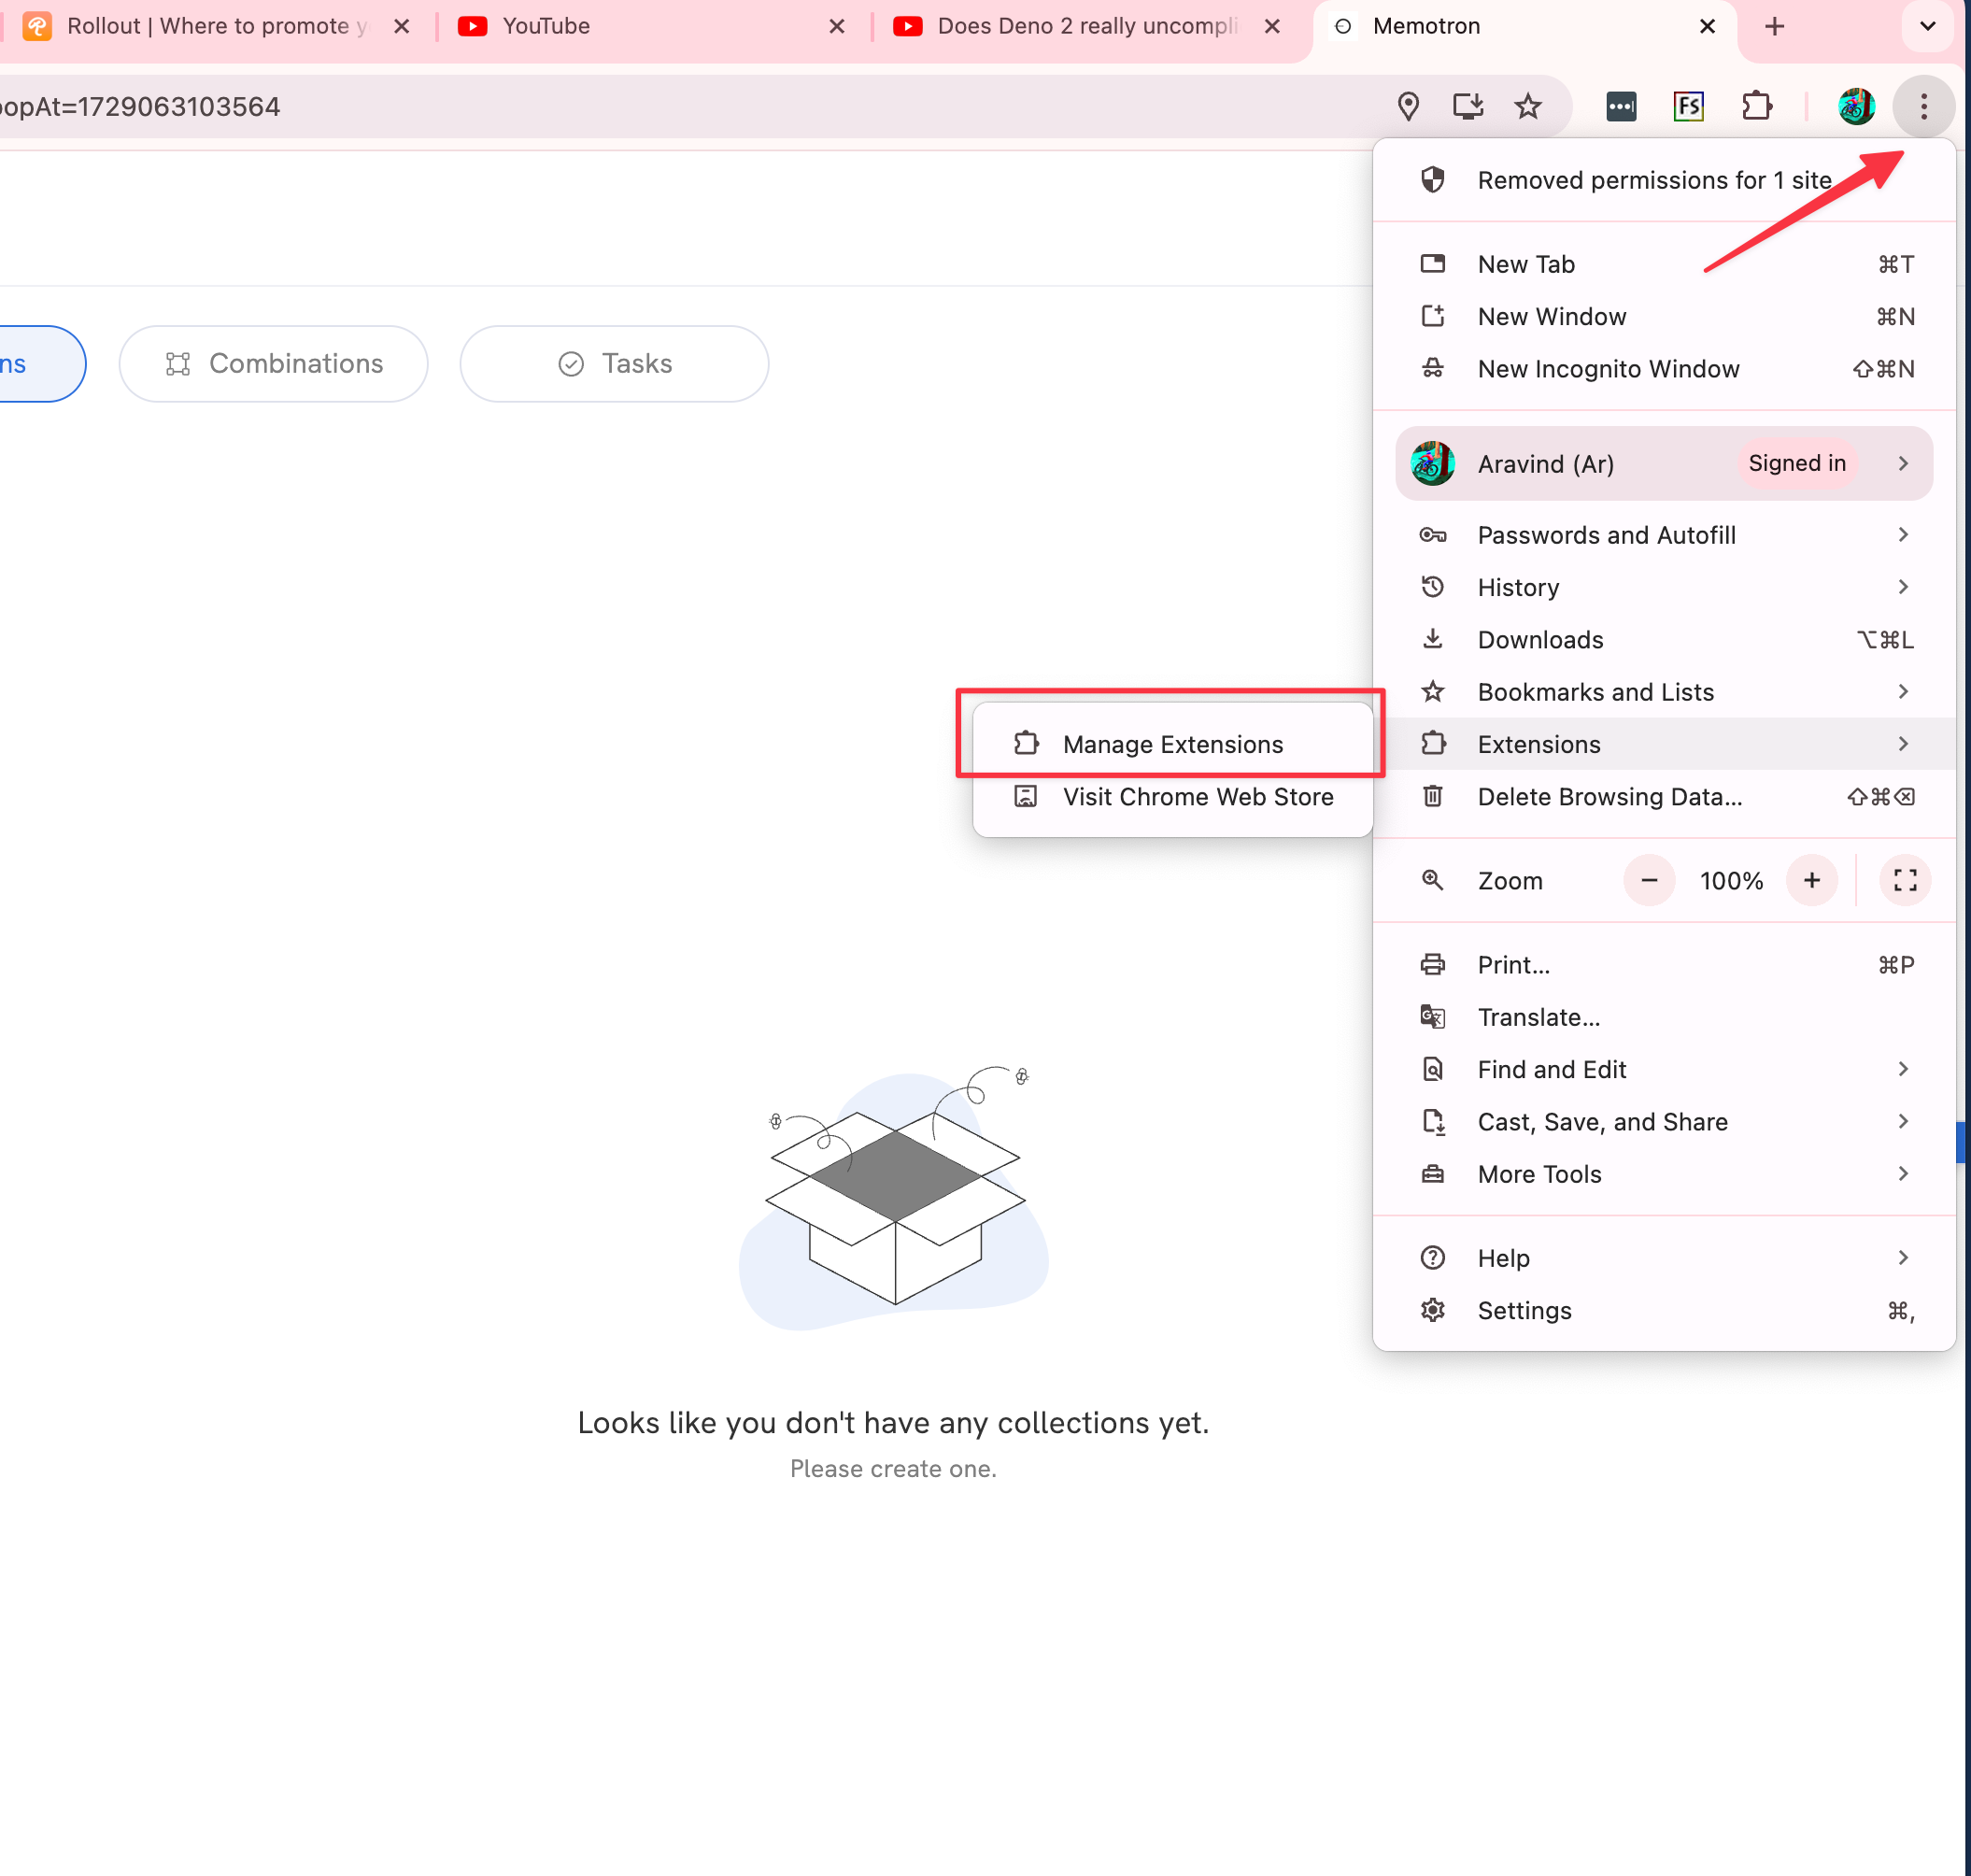 Rollout | Where to promote y
YouTube
Does Deno 2 really uncompli
Memotron
popAt=1729063103564
FS
Removed permissions for 1 site
New Tab ⌘T
New Window ⌘N
New Incognito Window ⇧⌘N
ns
Combinations
Tasks
Aravind (Ar) Signed in
Passwords and Autofill
History
Downloads ⌥⌘L
Bookmarks and Lists
Extensions
Manage Extensions
Visit Chrome Web Store
Delete Browsing Data... ⇧⌘⌫
Zoom − 100% +
Print... ⌘P
Translate...
Find and Edit
Cast, Save, and Share
More Tools
Help
Settings ⌘,
Looks like you don't have any collections yet.
Please create one.